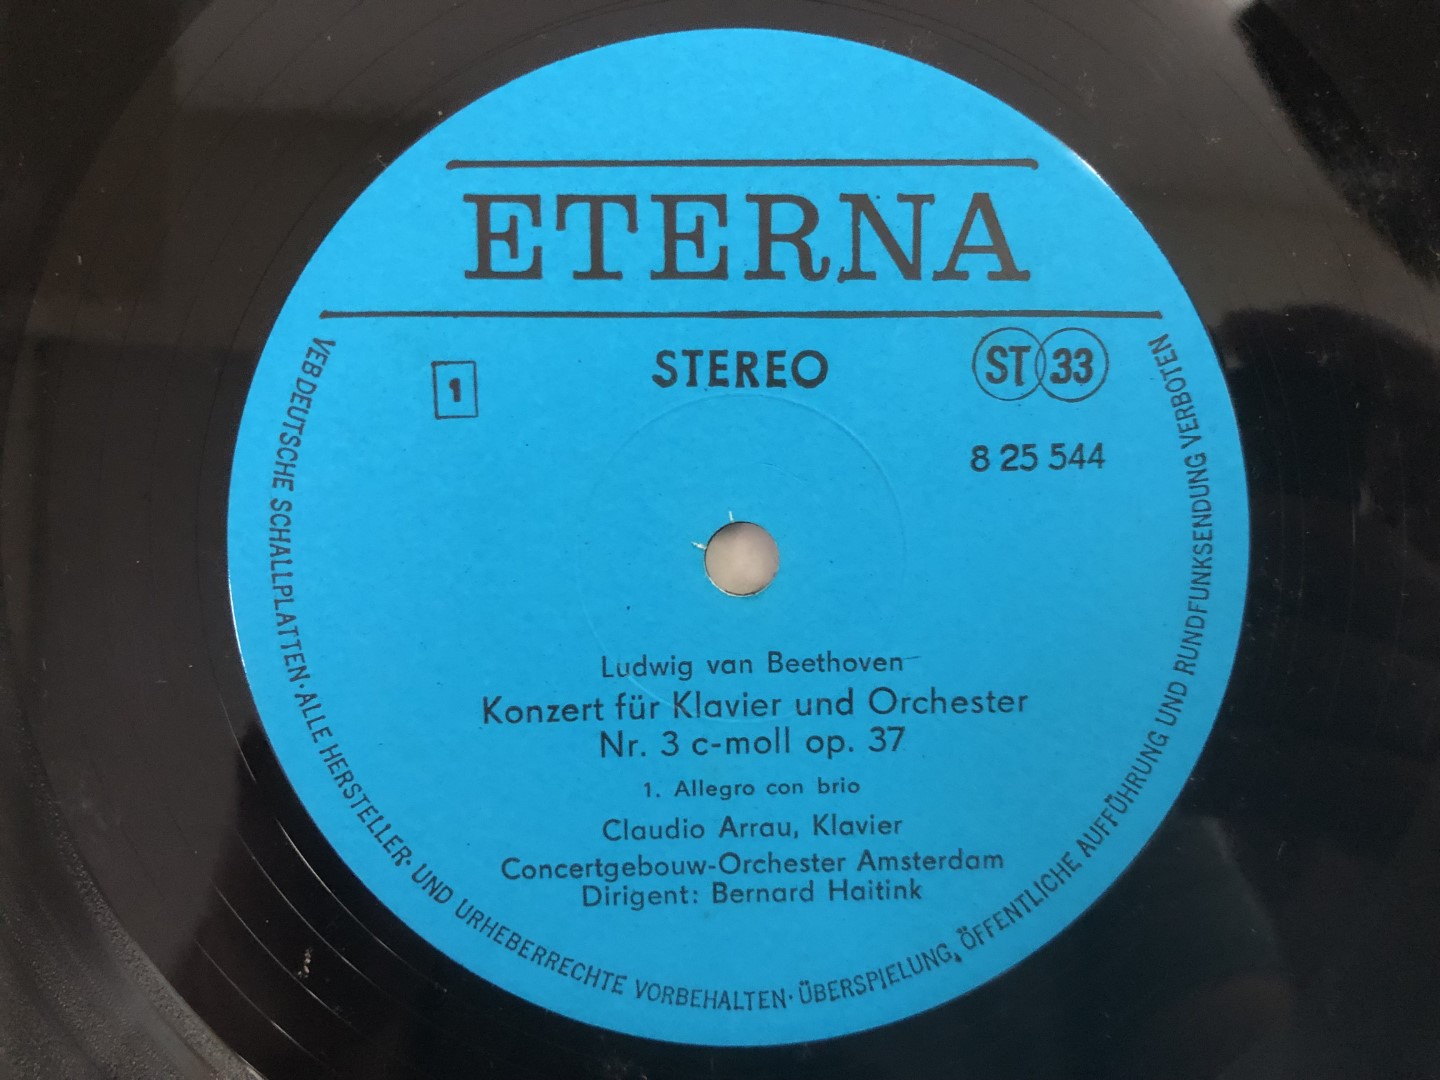 ETERNA
1
STEREO
ST 33
8 25 544
Ludwig van Beethoven
Konzert für Klavier und Orchester
Nr. 3 c-moll op. 37
1. Allegro con brio
Claudio Arrau, Klavier
Concertgebouw-Orchester Amsterdam
Dirigent: Bernard Haitink
VEB DEUTSCHE SCHALLPLATTEN · ALLE HERSTELLER- UND URHEBERRECHTE VORBEHALTEN · ÜBERSPIELUNG, ÖFFENTLICHE AUFFÜHRUNG UND RUNDFUNKSENDUNG VERBOTEN